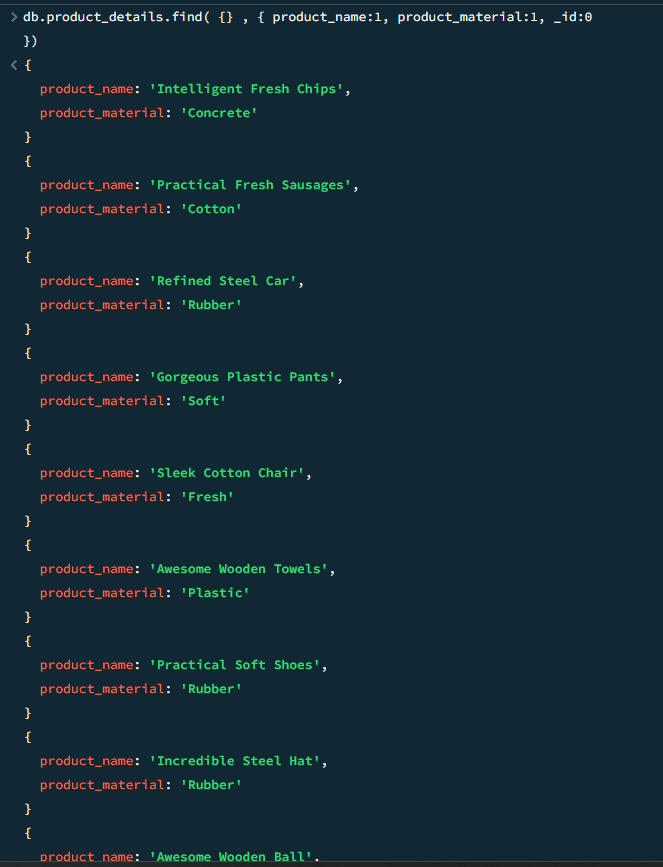 > db.product_details.find( {} , { product_name:1, product_material:1, _id:0
})
< {
product_name: 'Intelligent Fresh Chips',
product_material: 'Concrete'
}
{
product_name: 'Practical Fresh Sausages',
product_material: 'Cotton'
}
{
product_name: 'Refined Steel Car',
product_material: 'Rubber'
}
{
product_name: 'Gorgeous Plastic Pants',
product_material: 'Soft'
}
{
product_name: 'Sleek Cotton Chair',
product_material: 'Fresh'
}
{
product_name: 'Awesome Wooden Towels',
product_material: 'Plastic'
}
{
product_name: 'Practical Soft Shoes',
product_material: 'Rubber'
}
{
product_name: 'Incredible Steel Hat',
product_material: 'Rubber'
}
{
product_name: 'Awesome Wooden Ball',